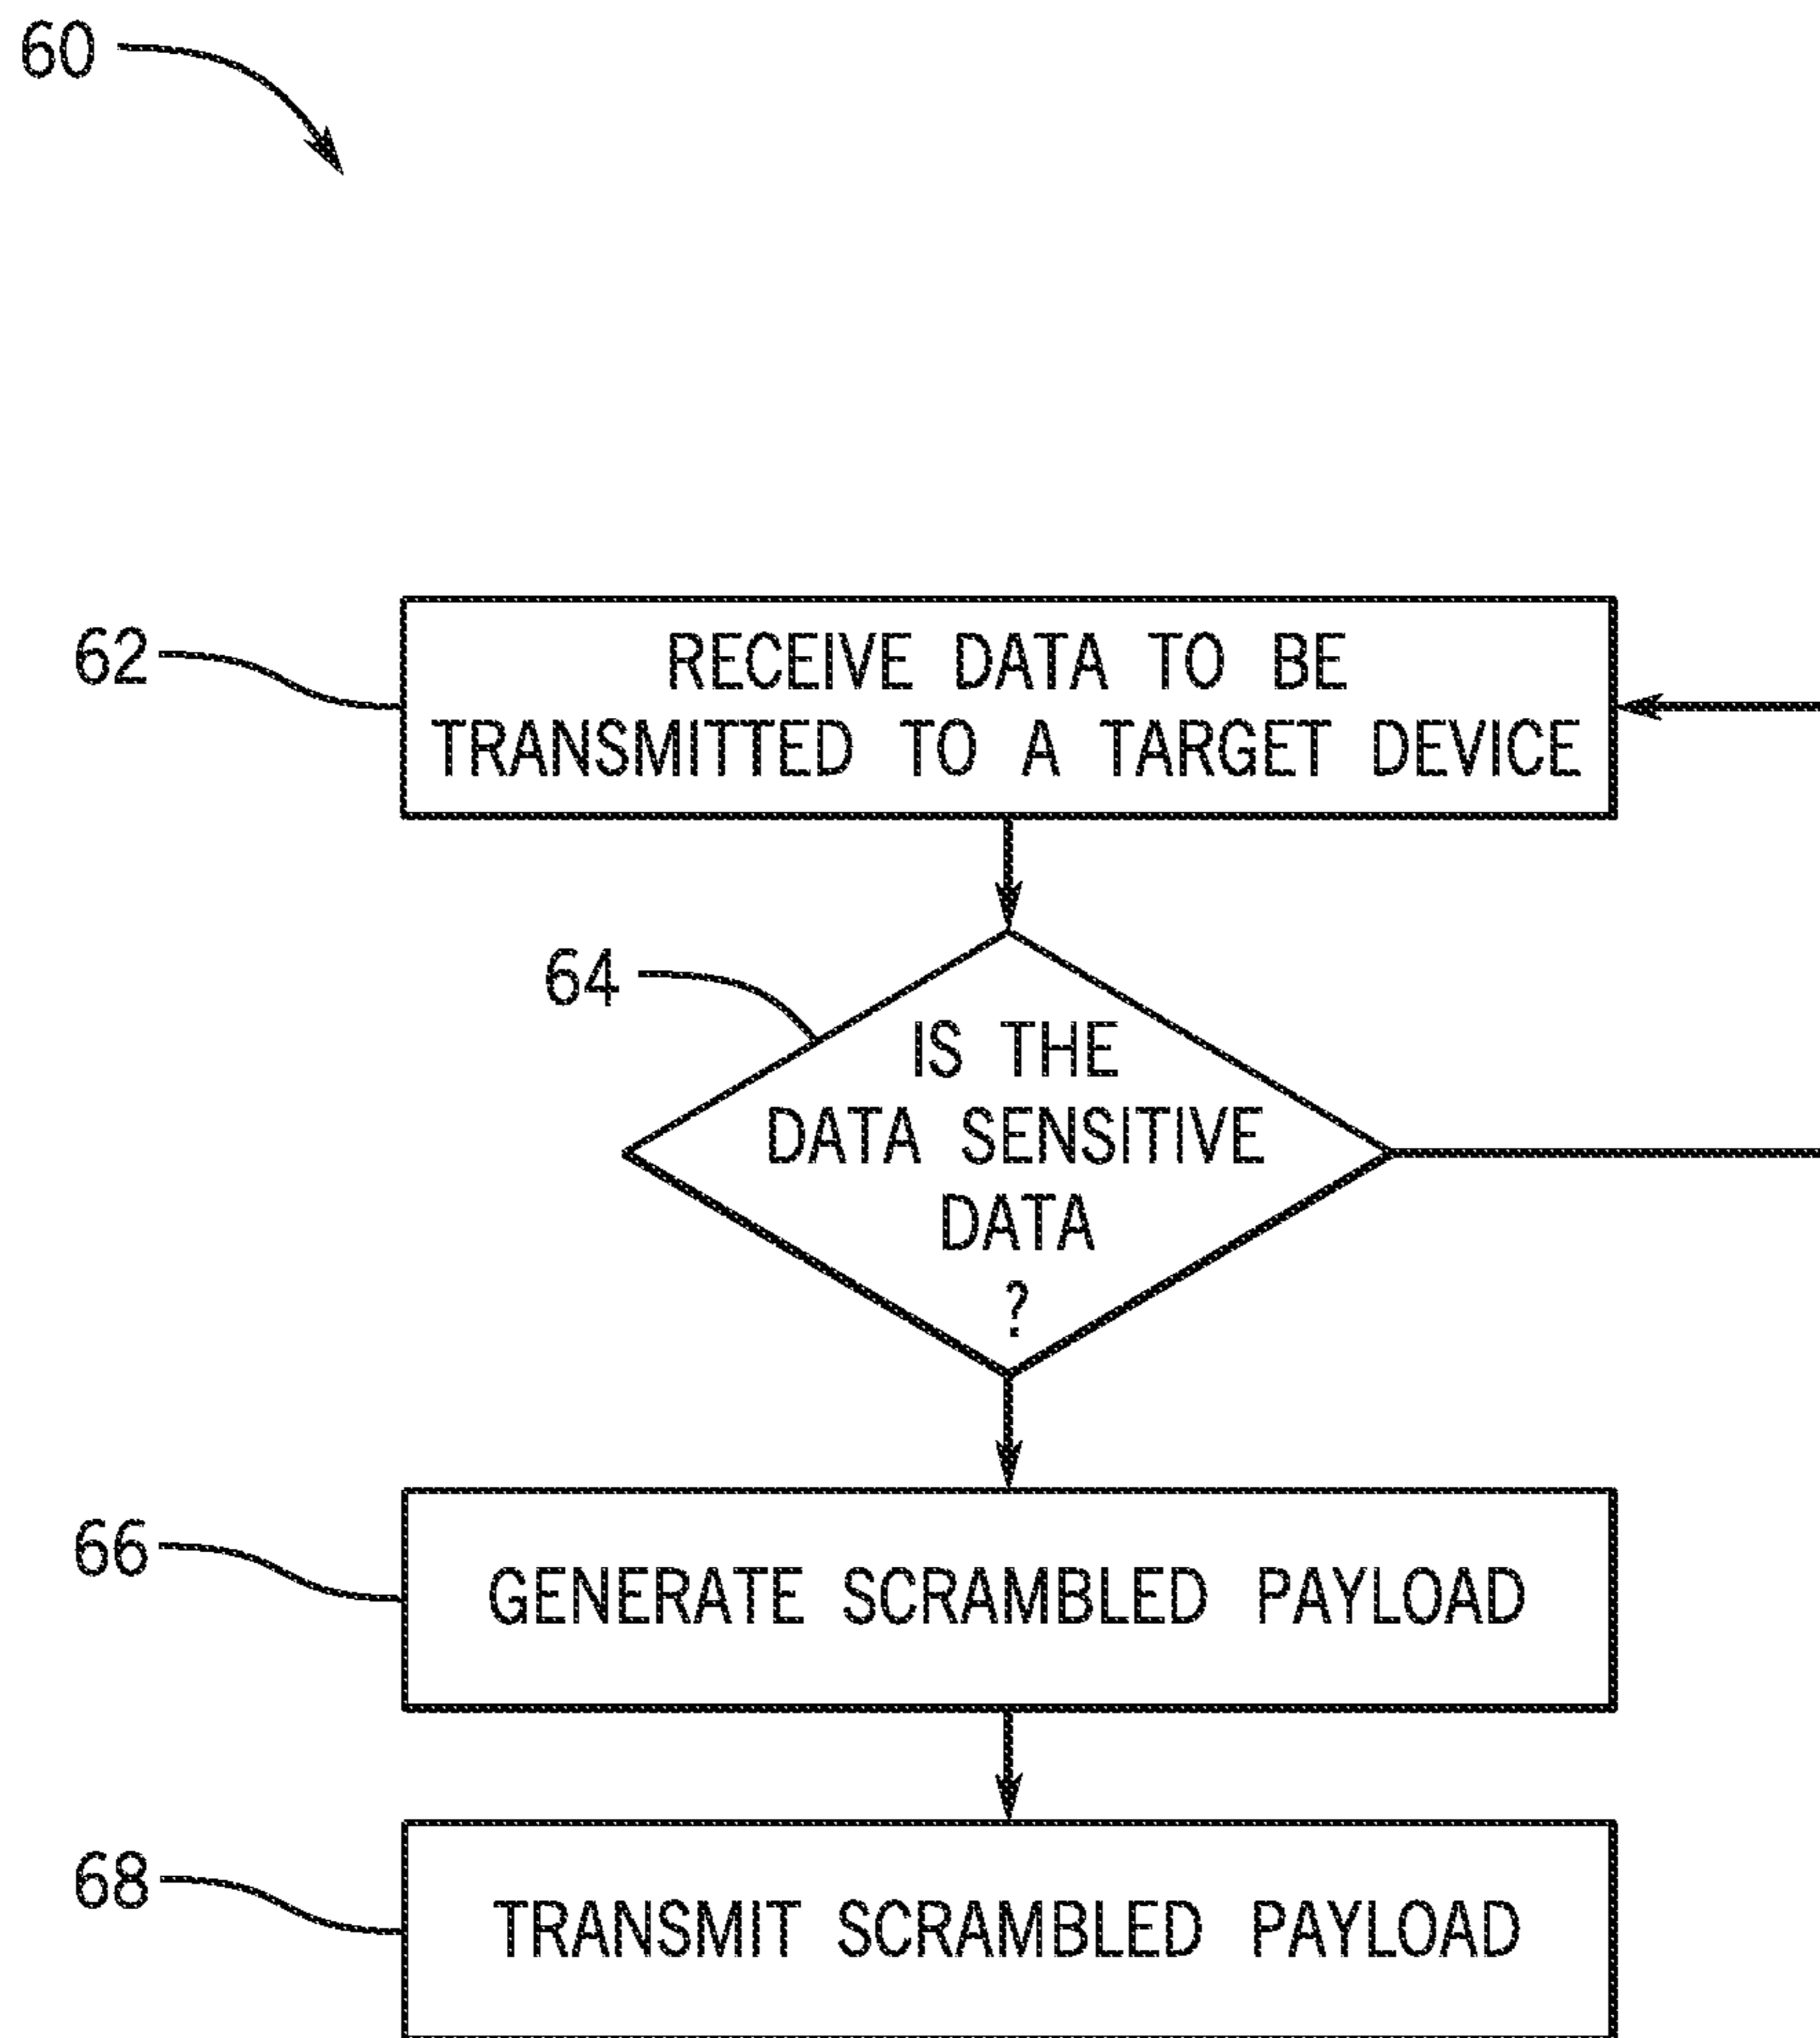 60
62
RECEIVE DATA TO BE
TRANSMITTED TO A TARGET DEVICE
64
IS THE
DATA SENSITIVE
DATA
?
66
GENERATE SCRAMBLED PAYLOAD
68
TRANSMIT SCRAMBLED PAYLOAD